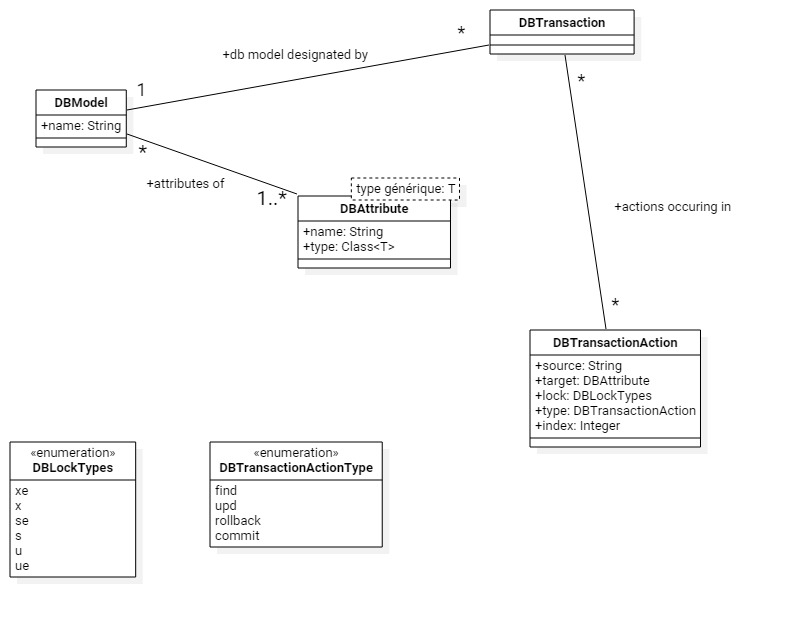 DBTransaction
*
+db model designated by
1
DBModel
+name: String
*
*
+attributes of
1..*
type générique: T
DBAttribute
+name: String
+type: Class<T>
+actions occuring in
*
DBTransactionAction
+source: String
+target: DBAttribute
+lock: DBLockTypes
+type: DBTransactionAction
+index: Integer
«enumeration»
DBLockTypes
xe
x
se
s
u
ue
«enumeration»
DBTransactionActionType
find
upd
rollback
commit